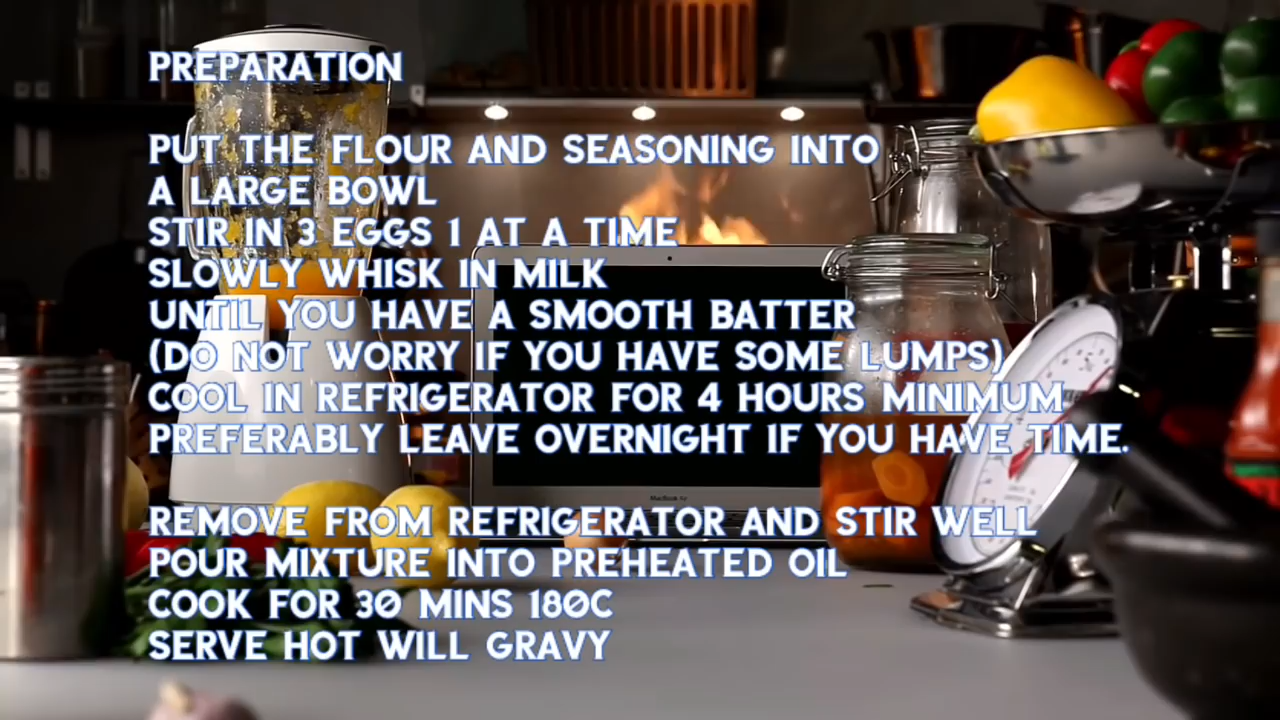 PREPARATION
PUT THE FLOUR AND SEASONING INTO
A LARGE BOWL
STIR IN 3 EGGS 1 AT A TIME
SLOWLY WHISK IN MILK
UNTIL YOU HAVE A SMOOTH BATTER
(DO NOT WORRY IF YOU HAVE SOME LUMPS)
COOL IN REFRIGERATOR FOR 4 HOURS MINIMUM
PREFERABLY LEAVE OVERNIGHT IF YOU HAVE TIME.
MacBook Air
REMOVE FROM REFRIGERATOR AND STIR WELL
POUR MIXTURE INTO PREHEATED OIL
COOK FOR 30 MINS 180C
SERVE HOT WILL GRAVY